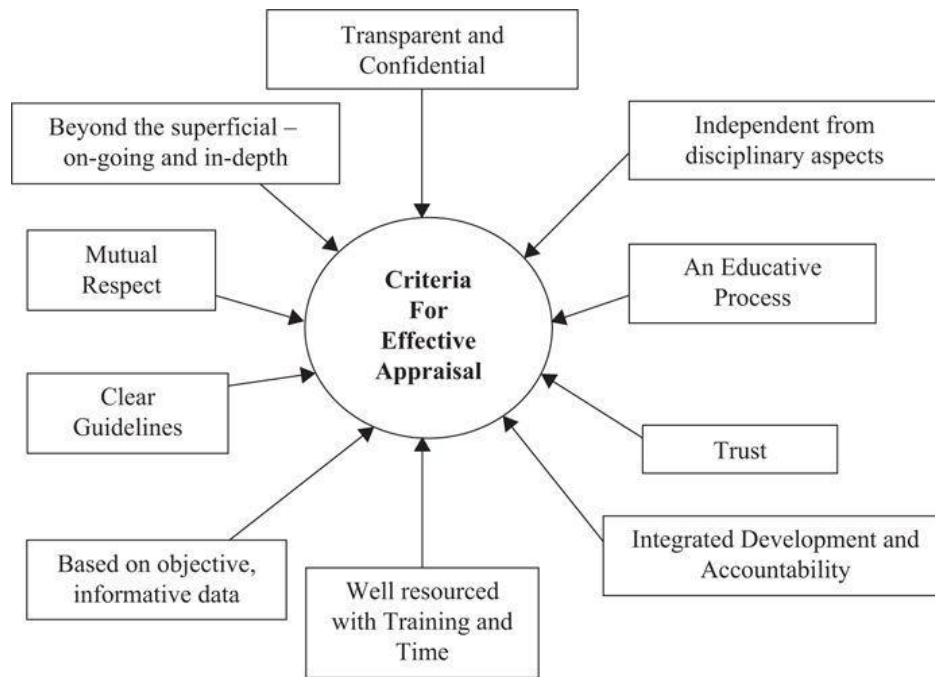 Transparent and
Confidential
Beyond the superficial –
on-going and in-depth
Independent from
disciplinary aspects
Mutual
Respect
Criteria
For
Effective
Appraisal
An Educative
Process
Clear
Guidelines
Trust
Based on objective,
informative data
Well resourced
with Training and
Time
Integrated Development and
Accountability